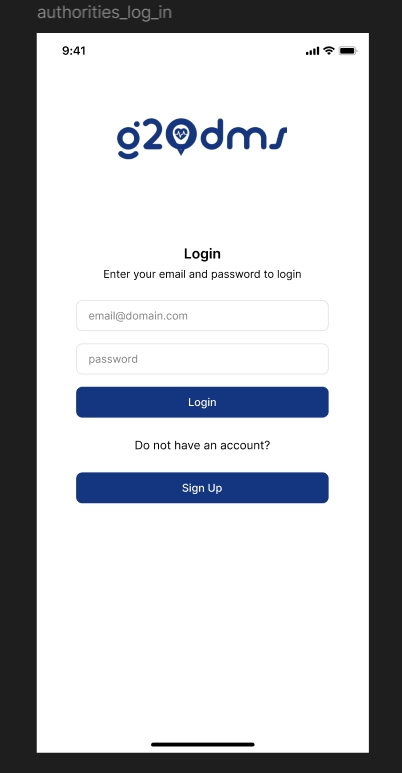 authorities_log_in
9:41
g20dms
Login
Enter your email and password to login
email@domain.com
password
Login
Do not have an account?
Sign Up